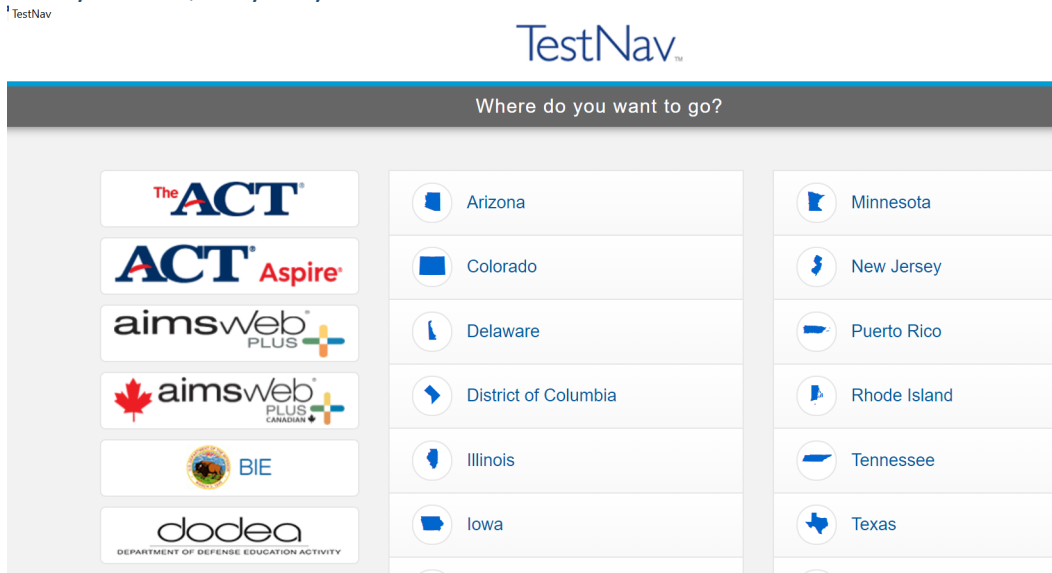 TestNav
TestNav™
Where do you want to go?
The ACT®
ACT® Aspire®
aimsweb® PLUS
aimsweb® PLUS CANADIAN
BIE
dodea
DEPARTMENT OF DEFENSE EDUCATION ACTIVITY
Arizona
Colorado
Delaware
District of Columbia
Illinois
Iowa
Minnesota
New Jersey
Puerto Rico
Rhode Island
Tennessee
Texas